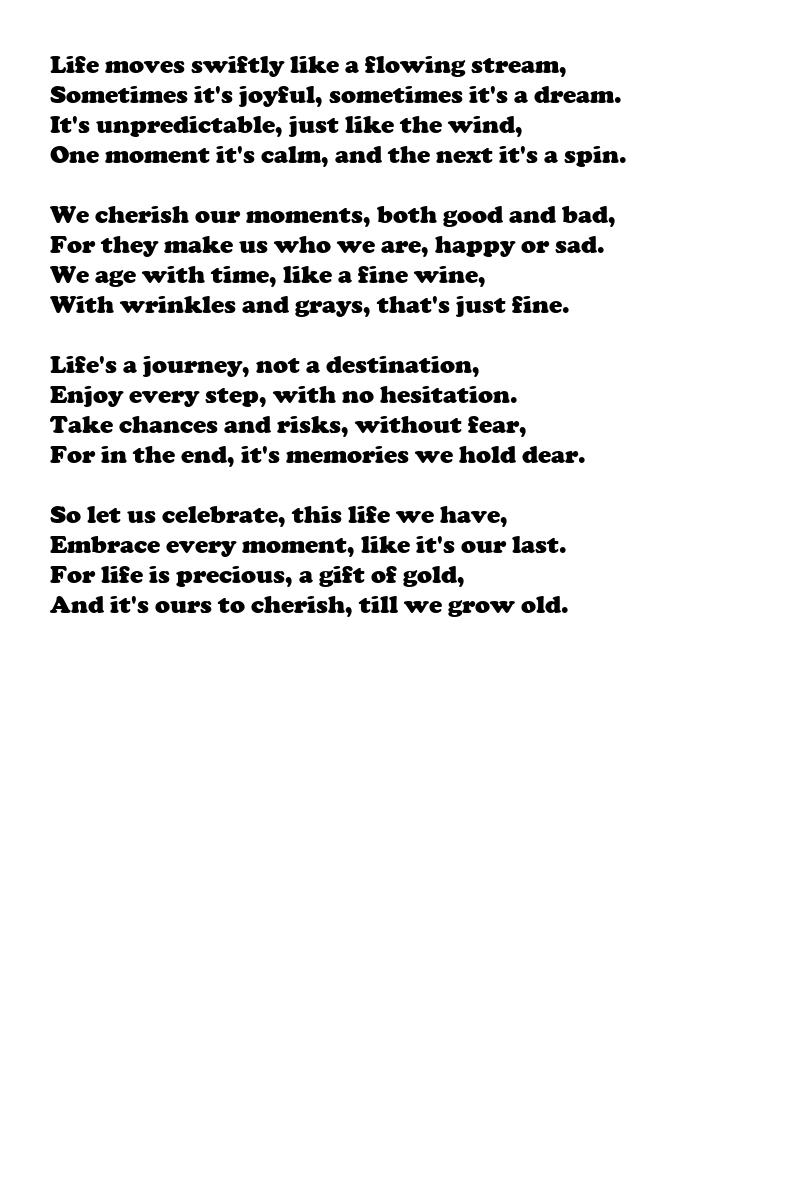 Life moves swiftly like a flowing stream,
Sometimes it's joyful, sometimes it's a dream.
It's unpredictable, just like the wind,
One moment it's calm, and the next it's a spin.

We cherish our moments, both good and bad,
For they make us who we are, happy or sad.
We age with time, like a fine wine,
With wrinkles and grays, that's just fine.

Life's a journey, not a destination,
Enjoy every step, with no hesitation.
Take chances and risks, without fear,
For in the end, it's memories we hold dear.

So let us celebrate, this life we have,
Embrace every moment, like it's our last.
For life is precious, a gift of gold,
And it's ours to cherish, till we grow old.